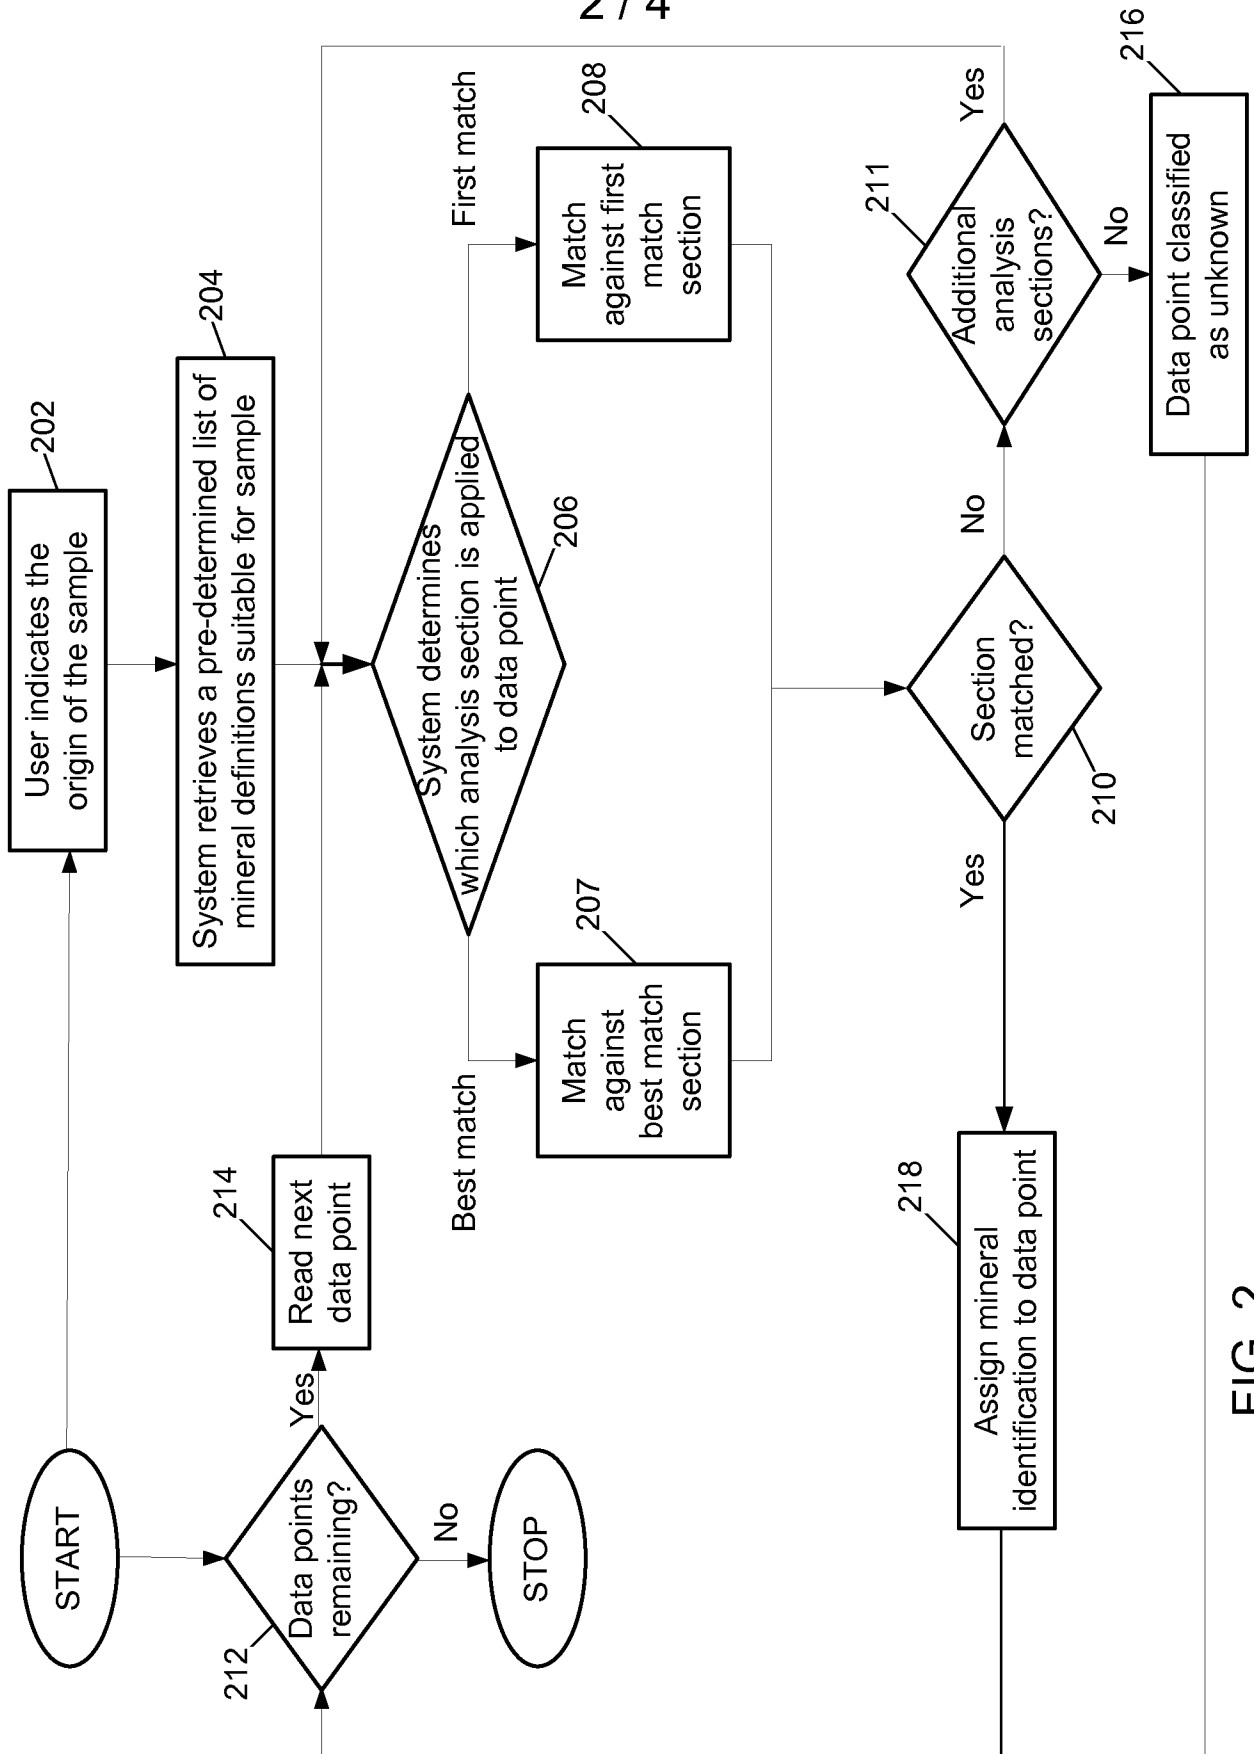 2 / 4
START
User indicates the
origin of the sample
202
System retrieves a pre-determined list of
mineral definitions suitable for sample
204
212
Data points
remaining?
Yes
No
STOP
Read next
data point
214
System determines
which analysis section is applied
to data point
206
Best match
First match
Match
against
best match
section
207
Match
against first
match
section
208
Section
matched?
210
Yes
No
Additional
analysis
sections?
211
Yes
No
Data point classified
as unknown
216
Assign mineral
identification to data point
218
FIG. 2